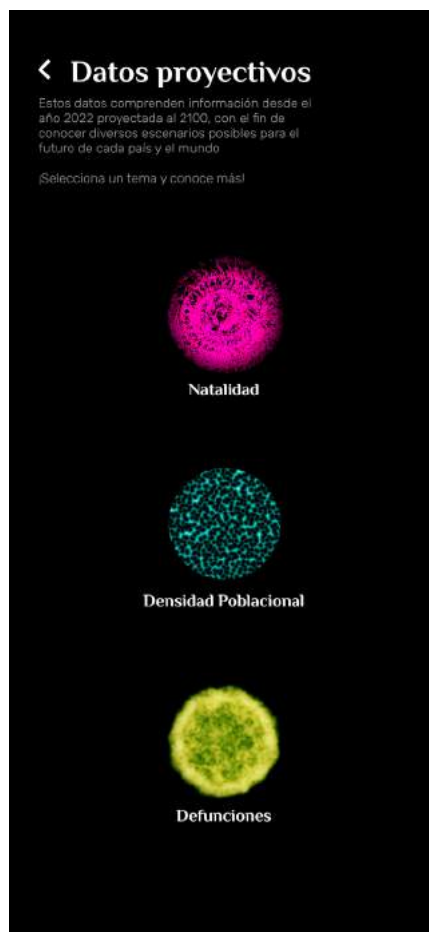 Datos proyectivos
Estos datos comprenden información desde el
año 2022 proyectada al 2100, con el fin de
conocer diversos escenarios posibles para el
futuro de cada país y el mundo
¡Selecciona un tema y conoce más!
Natalidad
Densidad Poblacional
Defunciones